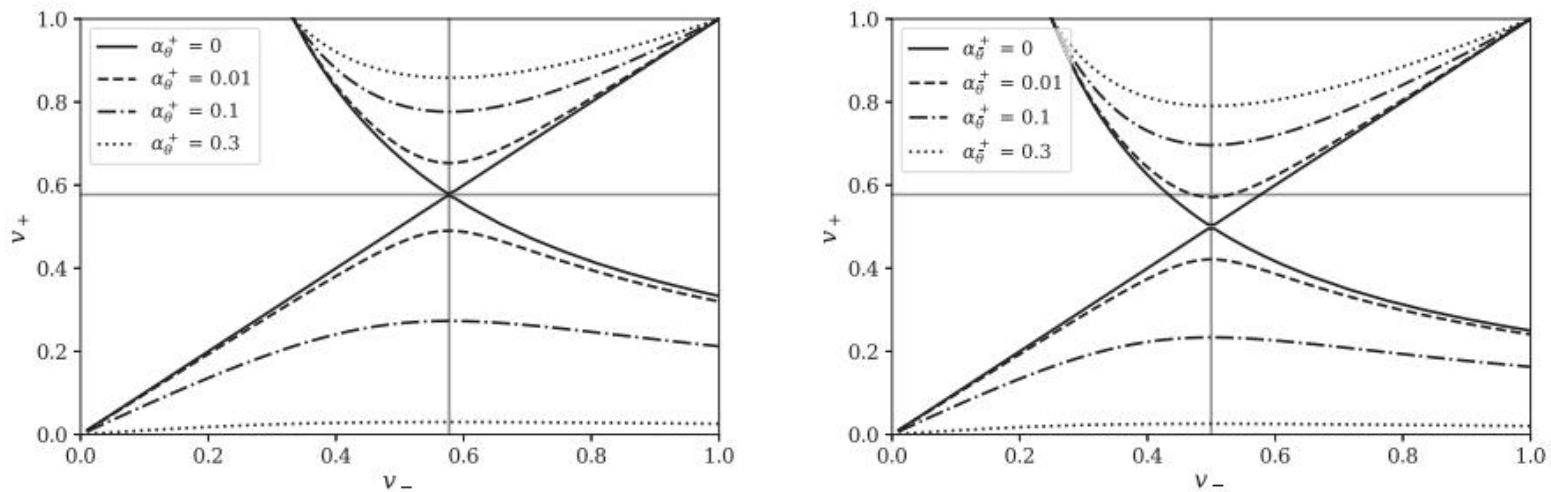 1.0
0.8
0.6
0.4
0.2
0.0
v₊
α_θ⁺ = 0
α_θ⁺ = 0.01
α_θ⁺ = 0.1
α_θ⁺ = 0.3
0.0 0.2 0.4 0.6 0.8 1.0
v₋
1.0
0.8
0.6
0.4
0.2
0.0
v₊
α_θ̄⁺ = 0
α_θ̄⁺ = 0.01
α_θ̄⁺ = 0.1
α_θ̄⁺ = 0.3
0.0 0.2 0.4 0.6 0.8 1.0
v₋